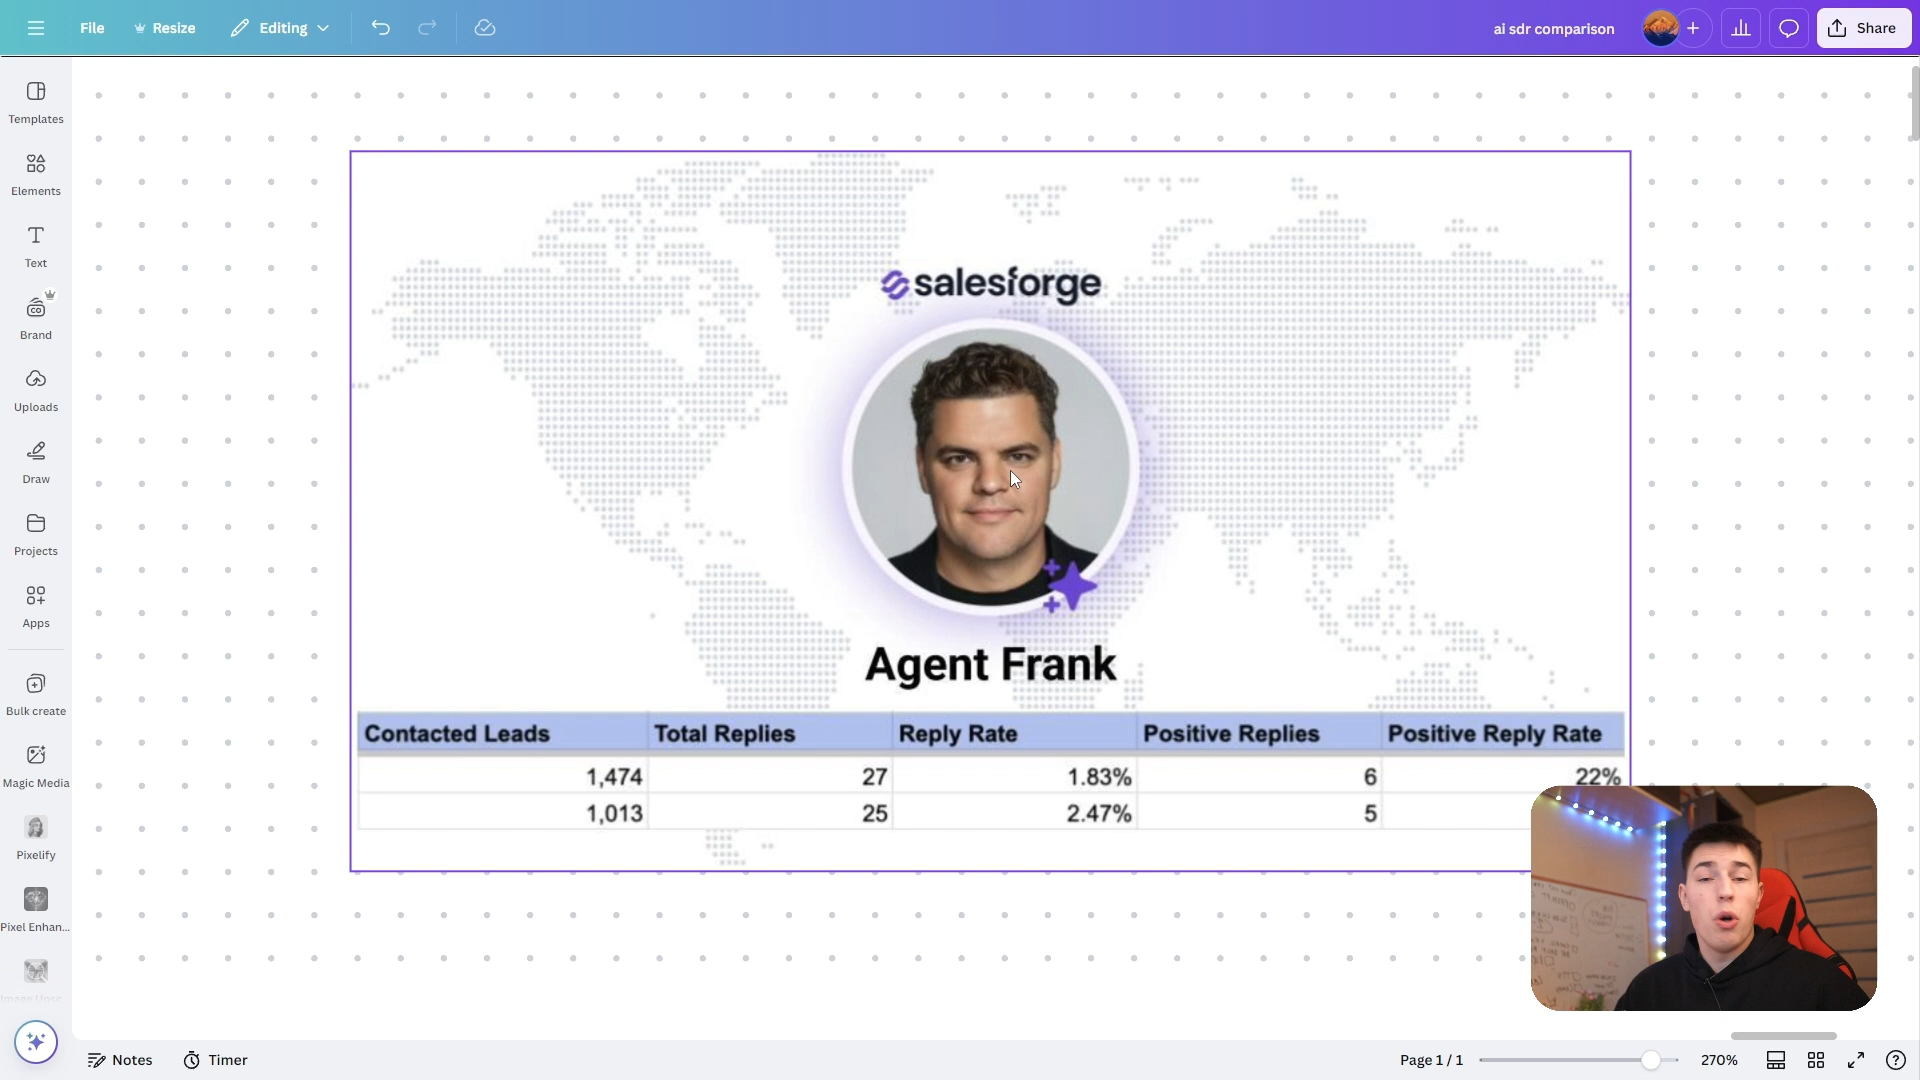 File
Resize
Editing
ai sdr comparison
Share
Templates
Elements
Text
Brand
Uploads
Draw
Projects
Apps
Bulk create
Magic Media
Pixelify
Pixel Enhan...
Image Upsc...
salesforge
Agent Frank
Contacted Leads Total Replies Reply Rate Positive Replies Positive Reply Rate
1,474 27 1.83% 6 22%
1,013 25 2.47% 5
Notes
Timer
Page 1 / 1
270%